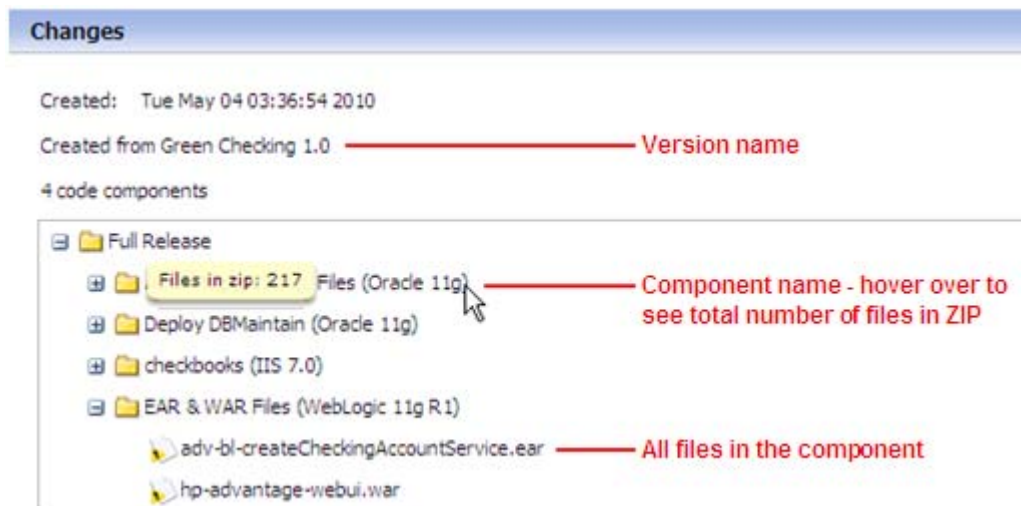 Changes
Created: Tue May 04 03:36:54 2010
Created from Green Checking 1.0
Version name
4 code components
Full Release
Files in zip: 217
Files (Oracle 11g)
Component name - hover over to
see total number of files in ZIP
Deploy DBMaintain (Oracle 11g)
checkbooks (IIS 7.0)
EAR & WAR Files (WebLogic 11g R1)
adv-bl-createCheckingAccountService.ear
All files in the component
hp-advantage-webui.war